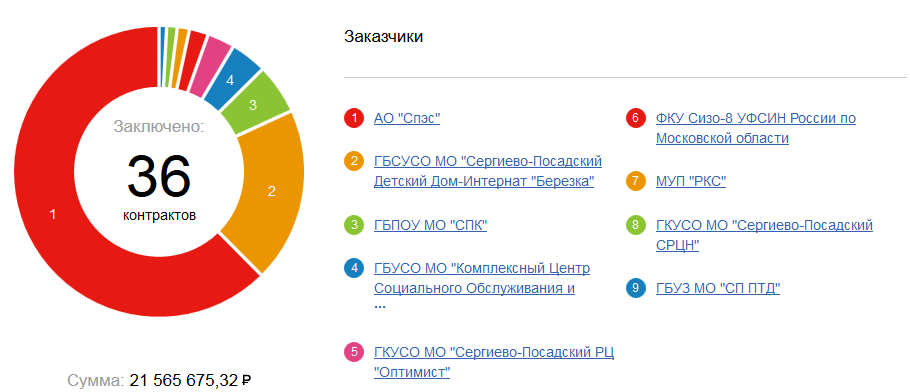 Заключено:
36
контрактов
1
2
3
4
Сумма: 21 565 675,32 ₽
Заказчики
1 АО "Спэс"
2 ГБСУСО МО "Сергиево-Посадский
Детский Дом-Интернат "Березка"
3 ГБПОУ МО "СПК"
4 ГБУСО МО "Комплексный Центр
Социального Обслуживания и
...
5 ГКУСО МО "Сергиево-Посадский РЦ
"Оптимист"
6 ФКУ Сизо-8 УФСИН России по
Московской области
7 МУП "РКС"
8 ГКУСО МО "Сергиево-Посадский
СРЦН"
9 ГБУЗ МО "СП ПТД"